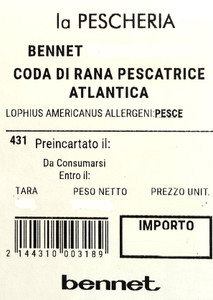 la PESCHERIA
BENNET
CODA DI RANA PESCATRICE
ATLANTICA
LOPHIUS AMERICANUS ALLERGENI:PESCE
431 Preincartato il:
Da Consumarsi
Entro il:
TARA PESO NETTO PREZZO UNIT.
IMPORTO
2 144310 003189
bennet